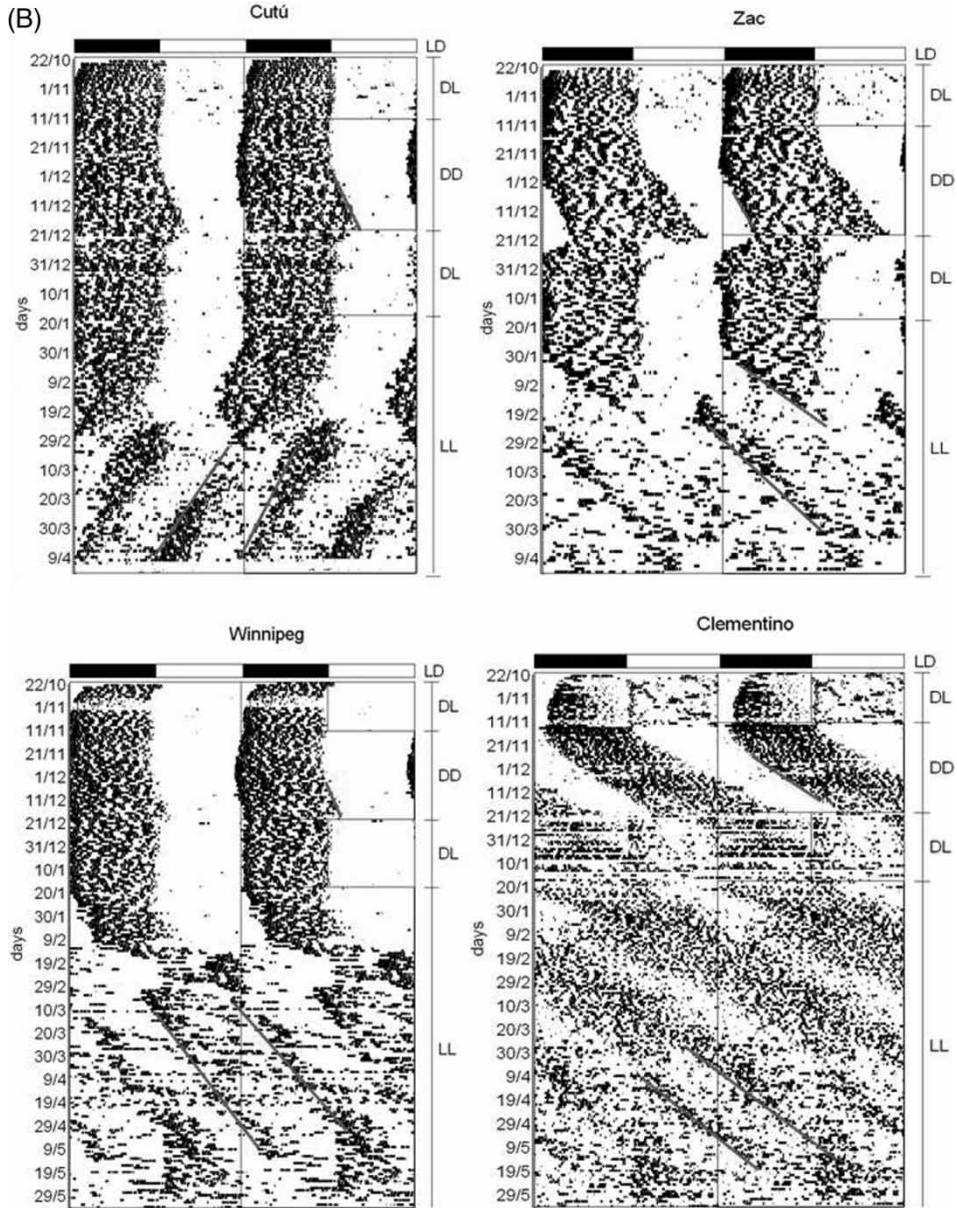 (B)
Cutú
LD
22/10
1/11
11/11
21/11
1/12
11/12
21/12
31/12
10/1
20/1
30/1
9/2
19/2
29/2
10/3
20/3
30/3
9/4
days
DL
DD
DL
LL
Zac
LD
22/10
1/11
11/11
21/11
1/12
11/12
21/12
31/12
10/1
20/1
30/1
9/2
19/2
29/2
10/3
20/3
30/3
9/4
days
DL
DD
DL
LL
Winnipeg
LD
22/10
1/11
11/11
21/11
1/12
11/12
21/12
31/12
10/1
20/1
30/1
9/2
19/2
29/2
10/3
20/3
30/3
9/4
19/4
29/4
9/5
19/5
29/5
days
DL
DD
DL
LL
Clementino
LD
22/10
1/11
11/11
21/11
1/12
11/12
21/12
31/12
10/1
20/1
30/1
9/2
19/2
29/2
10/3
20/3
30/3
9/4
19/4
29/4
9/5
19/5
29/5
days
DL
DD
DL
LL